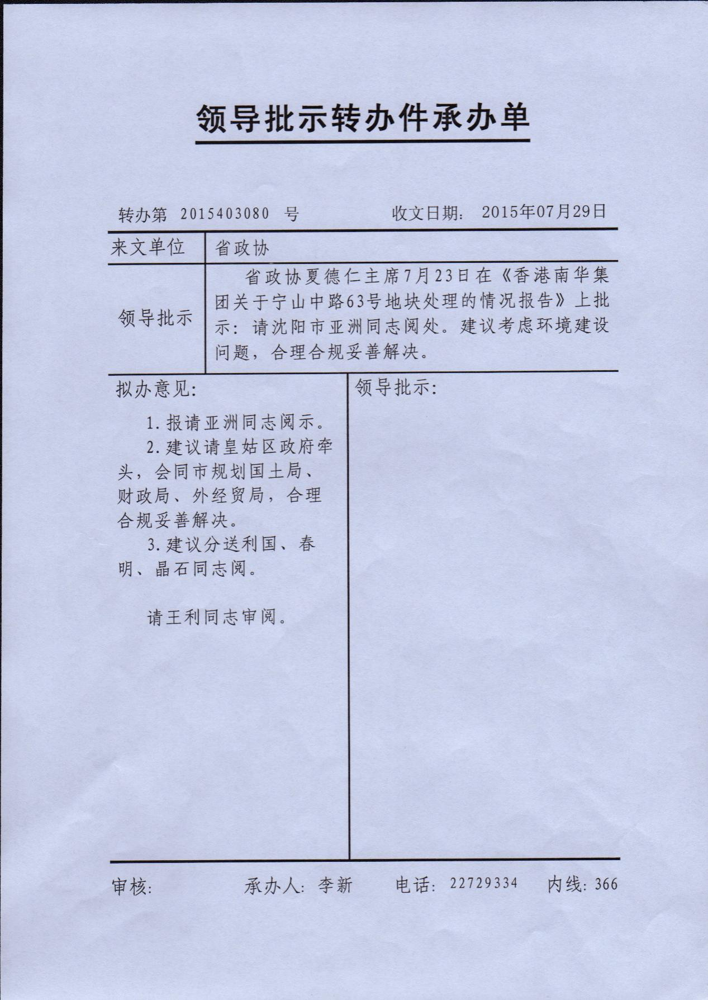 领导批示转办件承办单
转办第 2015403080 号 收文日期： 2015年07月29日
来文单位 省政协
领导批示
省政协夏德仁主席7月23日在《香港南华集
团关于宁山中路63号地块处理的情况报告》上批
示：请沈阳市亚洲同志阅处。建议考虑环境建设
问题，合理合规妥善解决。
拟办意见：
1.报请亚洲同志阅示。
2.建议请皇姑区政府牵
头，会同市规划国土局、
财政局、外经贸局，合理
合规妥善解决。
3.建议分送利国、春
明、晶石同志阅。
请王利同志审阅。
领导批示：
审核： 承办人：李新 电话：22729334 内线：366